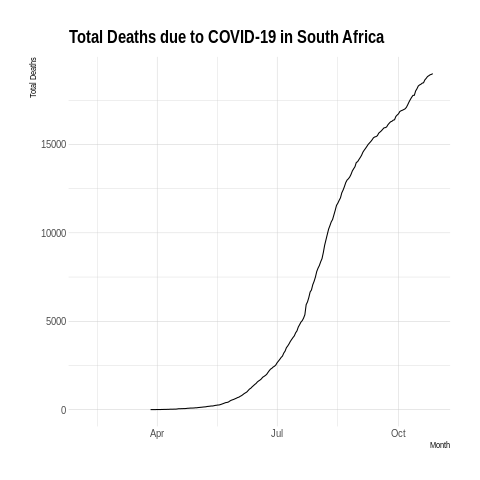 Total Deaths due to COVID-19 in South Africa
Total Deaths
15000
10000
5000
0
Apr Jul Oct
Month